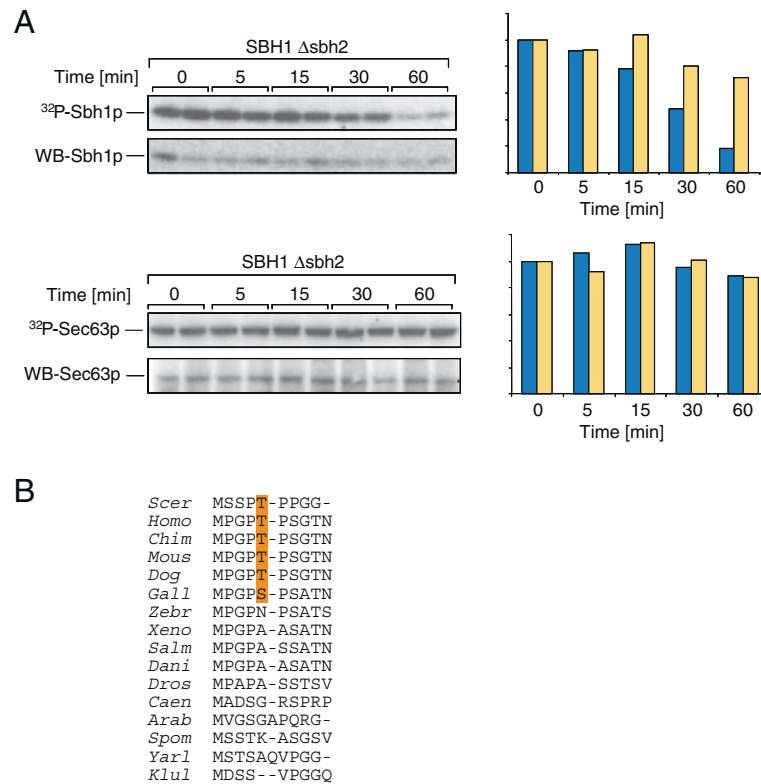 A
SBH1 Δsbh2
Time [min] 0 5 15 30 60
³²P-Sbh1p
WB-Sbh1p
0 5 15 30 60
Time [min]
SBH1 Δsbh2
Time [min] 0 5 15 30 60
³²P-Sec63p
WB-Sec63p
0 5 15 30 60
Time [min]
B
Scer MSSPT-PPGG-
Homo MPGPT-PSGTN
Chim MPGPT-PSGTN
Mous MPGPT-PSGTN
Dog MPGPT-PSGTN
Gall MPGPS-PSATN
Zebr MPGPN-PSATS
Xeno MPGPA-ASATN
Salm MPGPA-SSATN
Dani MPGPA-SSATN
Dros MPAPA-SSTSV
Caen MADSG-RSPRP
Arab MVGSGAPQRG-
Spom MSSTK-ASGSV
Yarl MSTSAQVPGG-
Klul MDSS--VPGGQ